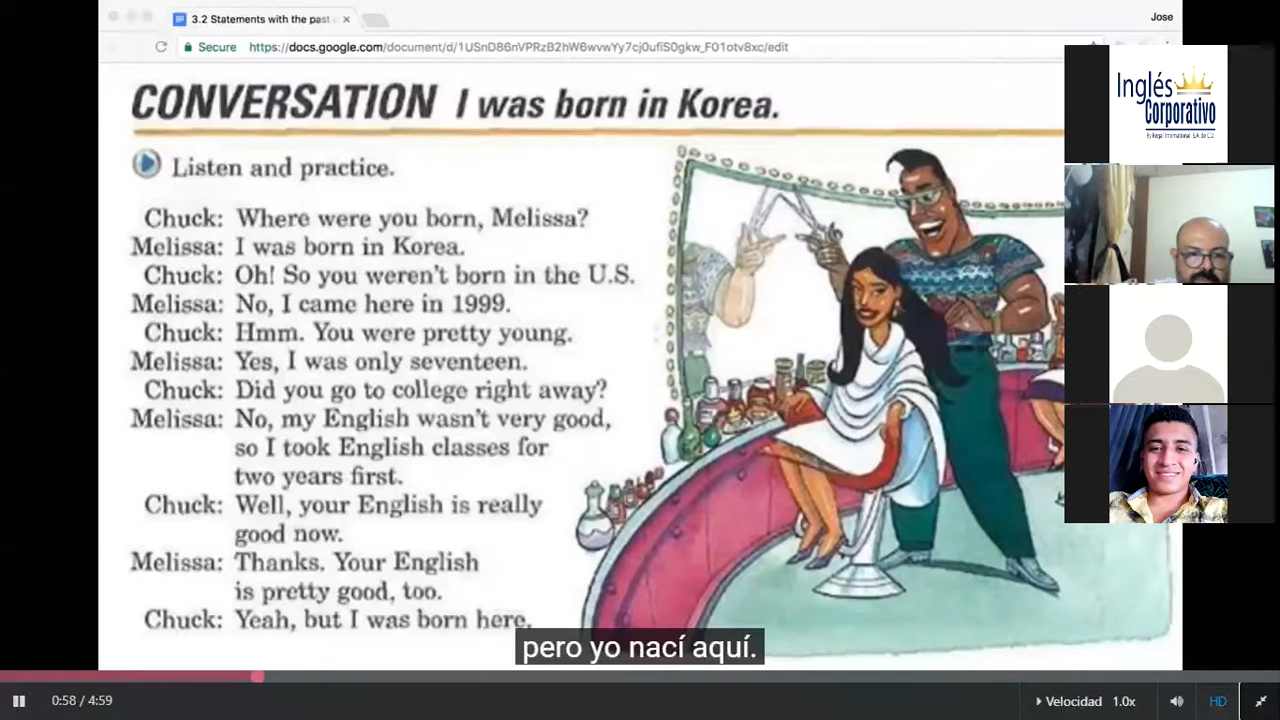 3.2 Statements with the past
Jose
Secure https://docs.google.com/document/d/1USnD86nVPRzB2hW6wvwYy7cj0ufiS0gkw_F01otv8xc/edit
CONVERSATION I was born in Korea.
Listen and practice.
Chuck: Where were you born, Melissa?
Melissa: I was born in Korea.
Chuck: Oh! So you weren't born in the U.S.
Melissa: No, I came here in 1999.
Chuck: Hmm. You were pretty young.
Melissa: Yes, I was only seventeen.
Chuck: Did you go to college right away?
Melissa: No, my English wasn't very good,
so I took English classes for
two years first.
Chuck: Well, your English is really
good now.
Melissa: Thanks. Your English
is pretty good, too.
Chuck: Yeah, but I was born here.
pero yo nací aquí.
Inglés
Corporativo
0:58 / 4:59
Velocidad 1.0x
HD